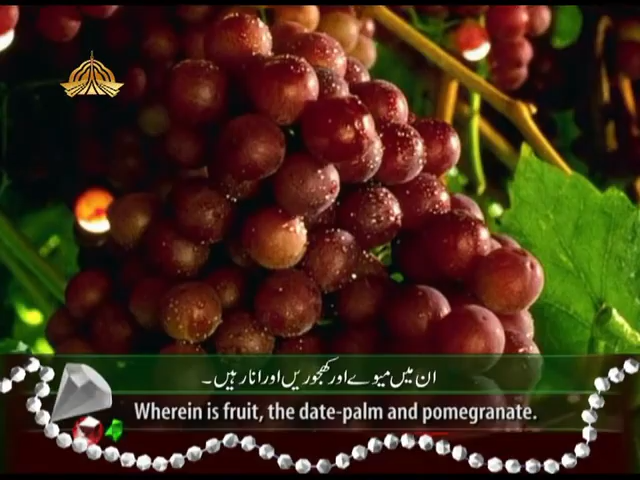 ان میں میوے اور کھجوریں اور انار ہیں۔
Wherein is fruit, the date-palm and pomegranate.